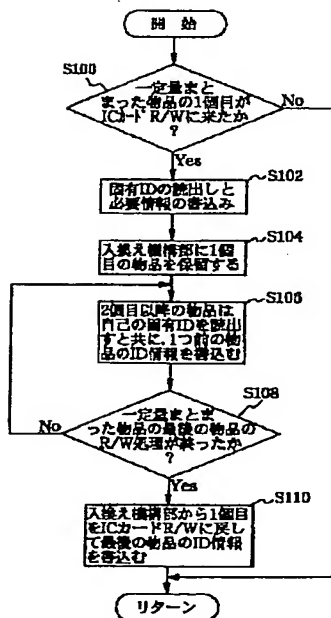 開始
S100
一定量まと
まった物品の1個目が
ICカードR/Wに来たか
?
No
Yes
S102
固有IDの読出しと
必要情報の書込み
S104
入換え機構部に1個
目の物品を保留する
S106
2個目以降の物品は
自己の固有IDを読出
すと共に、1つ前の物
品のID情報を書込む
S108
一定量まとま
った物品の最後の物品の
R/W処理が終ったか
?
No
Yes
S110
入換え機構部から1個目
をICカードR/Wに戻し
て最後の物品のID情報
を書込む
リターン